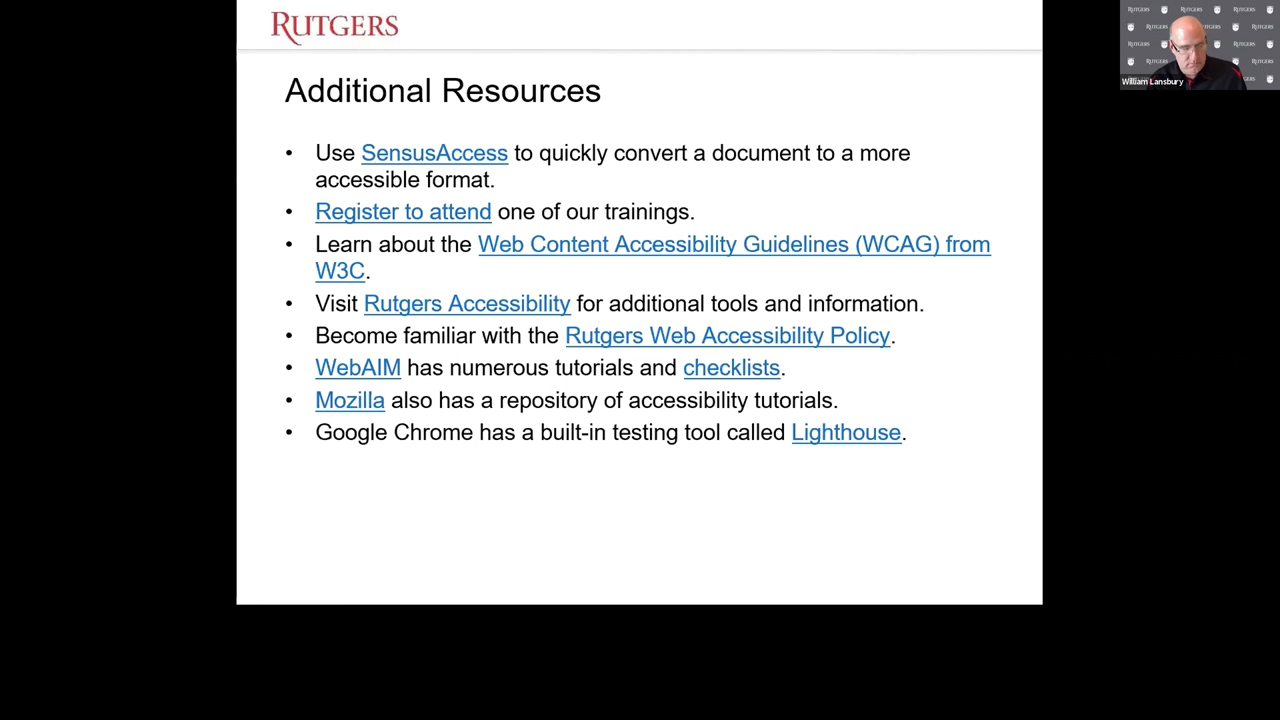 RUTGERS
Additional Resources
• Use SensusAccess to quickly convert a document to a more
accessible format.
• Register to attend one of our trainings.
• Learn about the Web Content Accessibility Guidelines (WCAG) from
W3C.
• Visit Rutgers Accessibility for additional tools and information.
• Become familiar with the Rutgers Web Accessibility Policy.
• WebAIM has numerous tutorials and checklists.
• Mozilla also has a repository of accessibility tutorials.
• Google Chrome has a built-in testing tool called Lighthouse.
William Lansbury